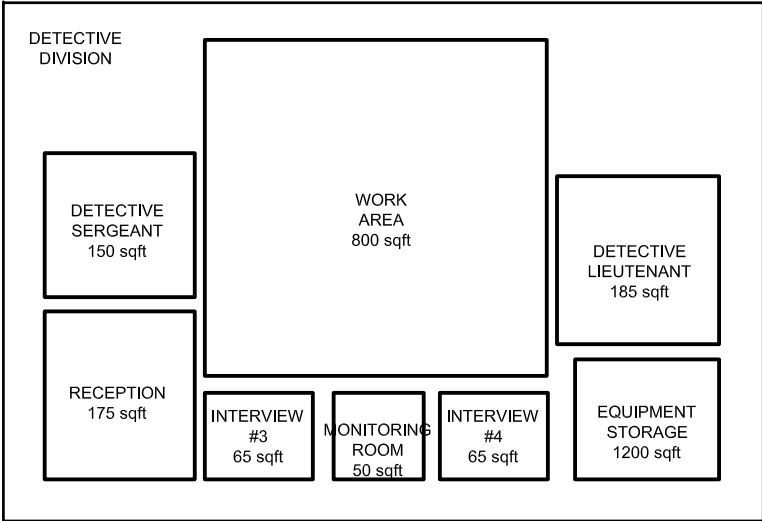 DETECTIVE
DIVISION
WORK
AREA
800 sqft
DETECTIVE
SERGEANT
150 sqft
DETECTIVE
LIEUTENANT
185 sqft
RECEPTION
175 sqft
INTERVIEW
#3
65 sqft
MONITORING
ROOM
50 sqft
INTERVIEW
#4
65 sqft
EQUIPMENT
STORAGE
1200 sqft